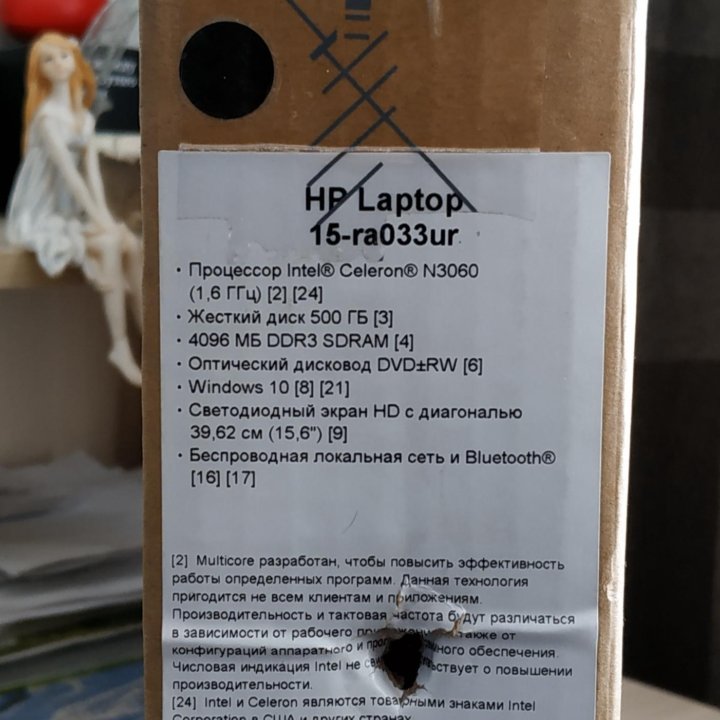 HP Laptop
15-ra033ur
· Процессор Intel® Celeron® N3060
(1,6 ГГц) [2] [24]
· Жесткий диск 500 ГБ [3]
· 4096 МБ DDR3 SDRAM [4]
· Оптический дисковод DVD±RW [6]
· Windows 10 [8] [21]
· Светодиодный экран HD с диагональю
39,62 см (15,6") [9]
· Беспроводная локальная сеть и Bluetooth®
[16] [17]
[2] Multicore разработан, чтобы повысить эффективность
работы определенных программ. Данная технология
пригодится не всем клиентам и приложениям.
Производительность и тактовая частота будут различаться
в зависимости от рабочего также от
конфигураций аппаратного и обеспечения.
Числовая индикация Intel не о повышении
производительности.
[24] Intel и Celeron являются товарными знаками Intel
Corporation в США и других странах.